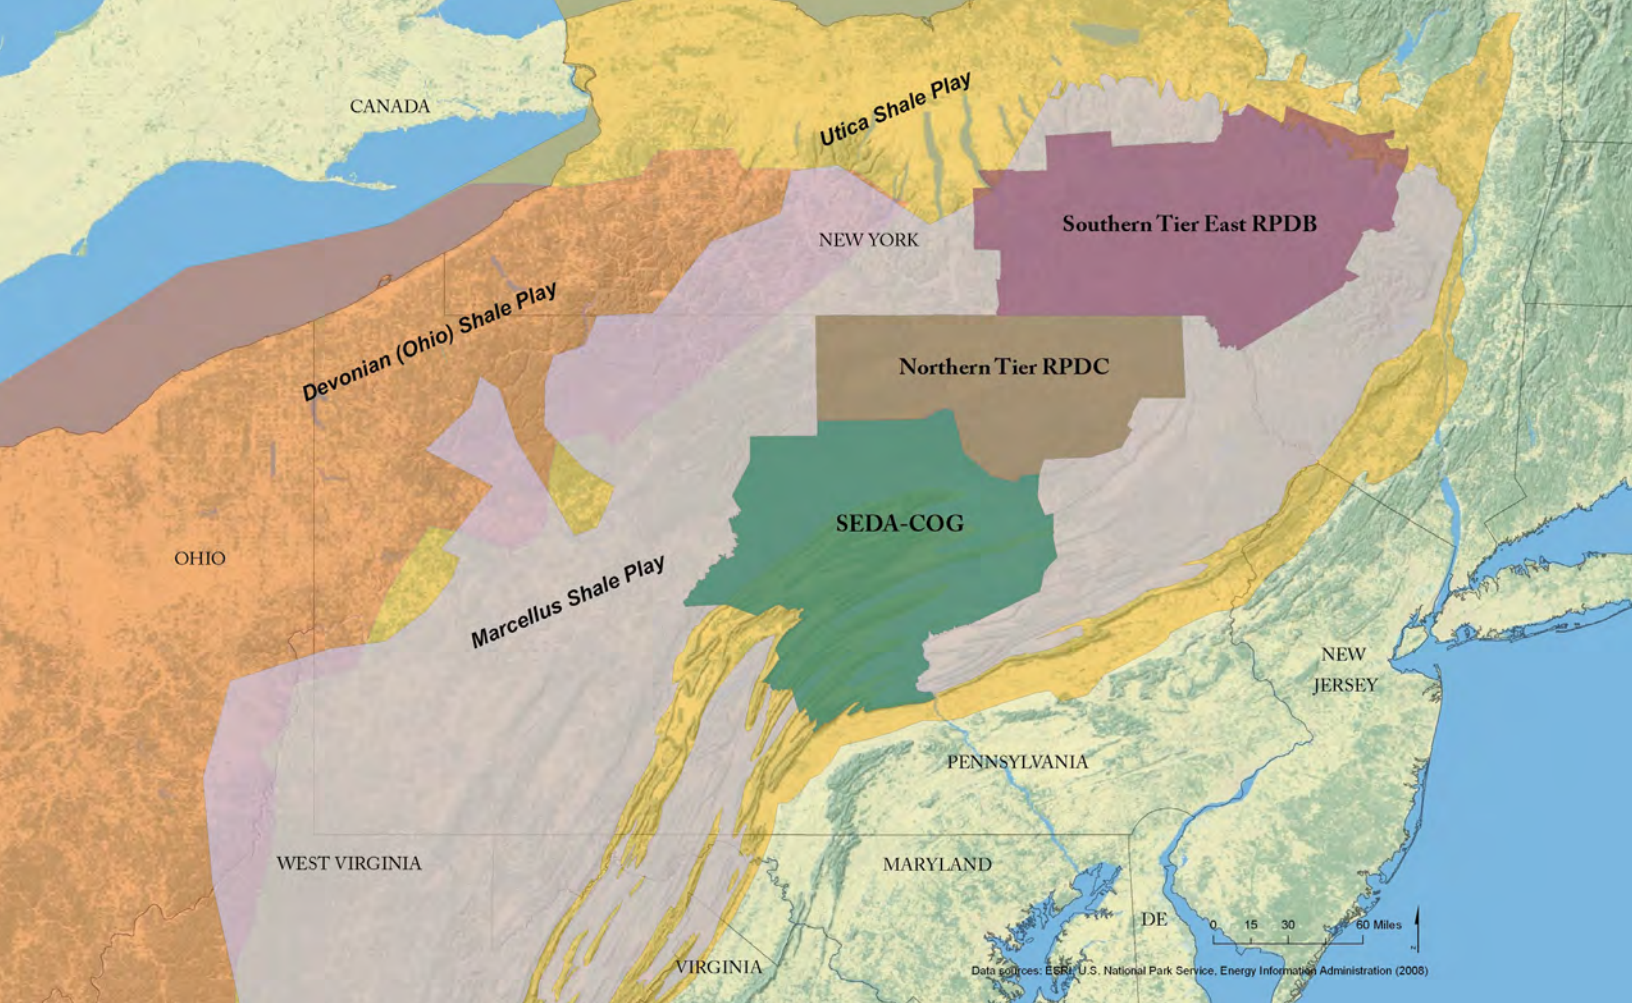 CANADA
Utica Shale Play
Southern Tier East RPDB
NEW YORK
Devonian (Ohio) Shale Play
Northern Tier RPDC
SEDA-COG
OHIO
Marcellus Shale Play
NEW
JERSEY
PENNSYLVANIA
WEST VIRGINIA
MARYLAND
DE
0 15 30 60 Miles
VIRGINIA
Data sources: ESRI, U.S. National Park Service, Energy Information Administration (2008)